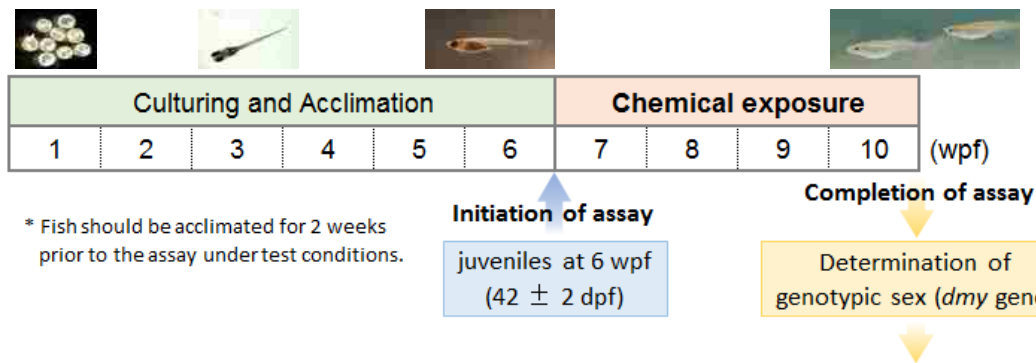 Culturing and Acclimation
Chemical exposure
1 2 3 4 5 6 7 8 9 10 (wpf)
Completion of assay
* Fish should be acclimated for 2 weeks
prior to the assay under test conditions.
Initiation of assay
juveniles at 6 wpf
(42 ± 2 dpf)
Determination of
genotypic sex (dmy